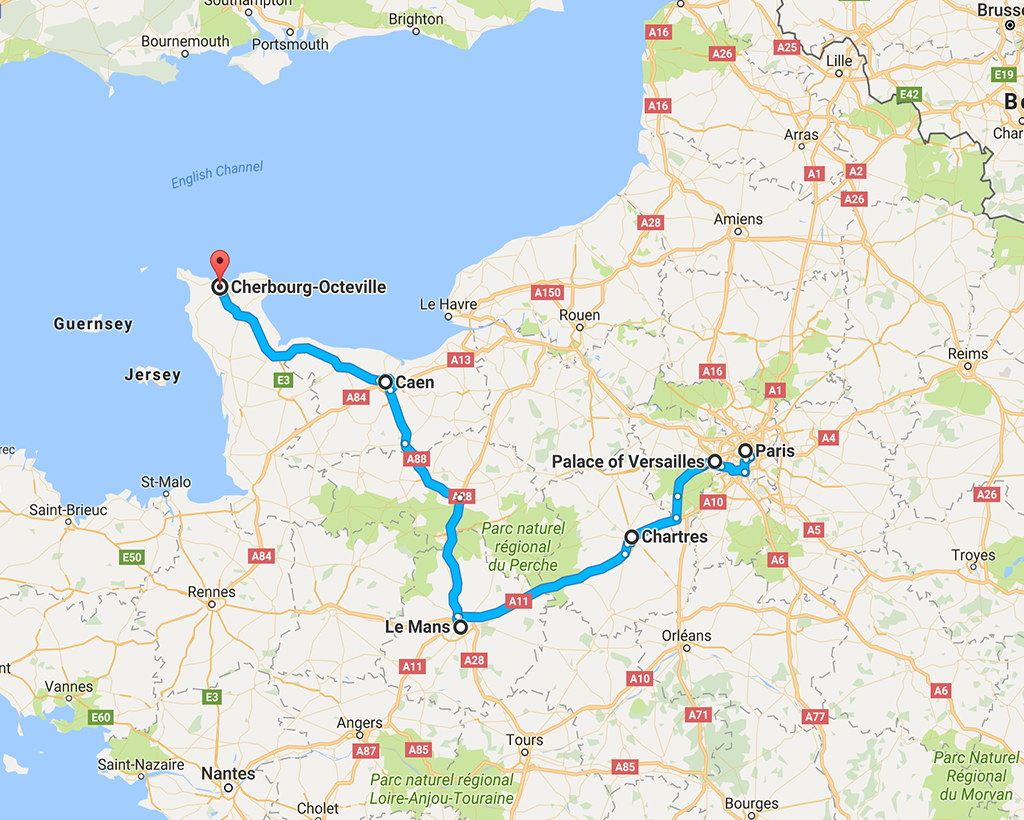 Southampton
Brighton
Brusse
Bournemouth
Portsmouth
A16
A26
A25
Lille
E19
E42
A16
Be
Arras
Char
A1
A2
English Channel
A26
Amiens
A28
Cherbourg-Octeville
A150
Le Havre
Rouen
Guernsey
Reims
A13
Jersey
A16
E3
Caen
A1
A84
A4
Paris
rec
A88
Palace of Versailles
St-Malo
A28
A26
A10
Saint-Brieuc
Parc naturel
régional
du Perche
A5
Chartres
E50
A84
A6
Troyes
Rennes
A11
Le Mans
Orléans
nt
A11
A28
Vannes
A10
E3
A6
E60
A71
A77
Angers
Tours
A87
A85
Saint-Nazaire
Nantes
A85
Parc naturel régional
Loire-Anjou-Touraine
Parc Naturel
Régional
du Morvan
Cholet
Bourges